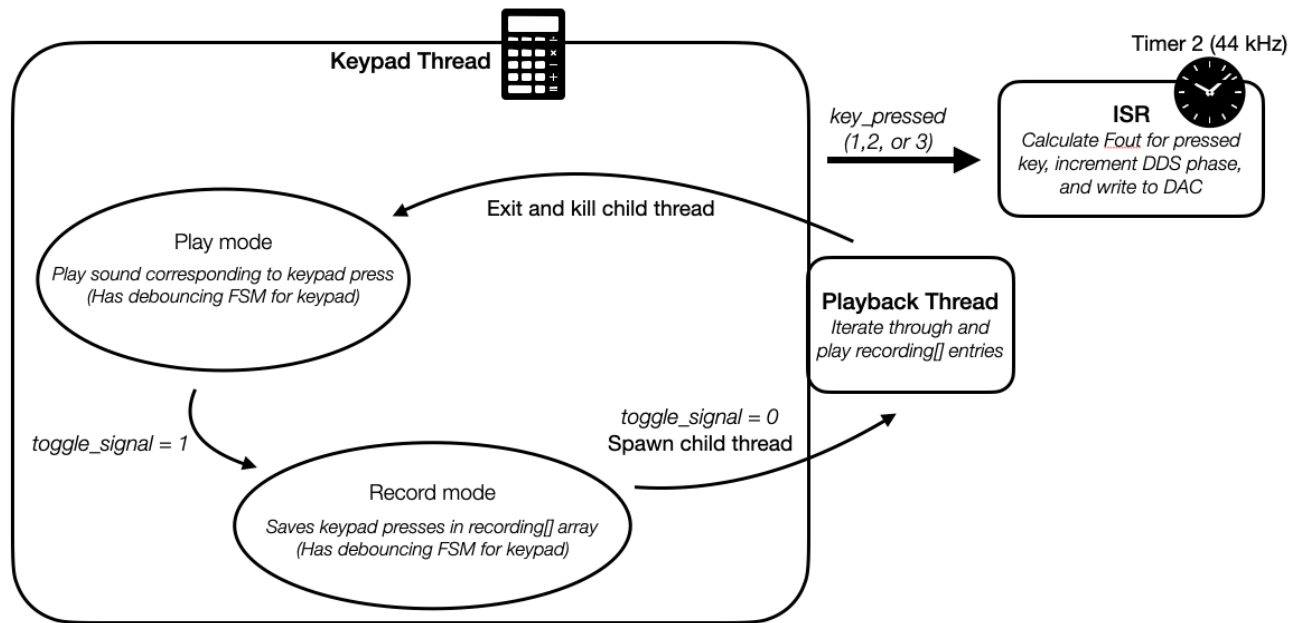 Keypad Thread
Timer 2 (44 kHz)
key_pressed
(1,2, or 3)
ISR
Calculate Fout for pressed
key, increment DDS phase,
and write to DAC
Exit and kill child thread
Play mode
Play sound corresponding to keypad press
(Has debouncing FSM for keypad)
Playback Thread
Iterate through and
play recording[] entries
toggle_signal = 1
toggle_signal = 0
Spawn child thread
Record mode
Saves keypad presses in recording[] array
(Has debouncing FSM for keypad)